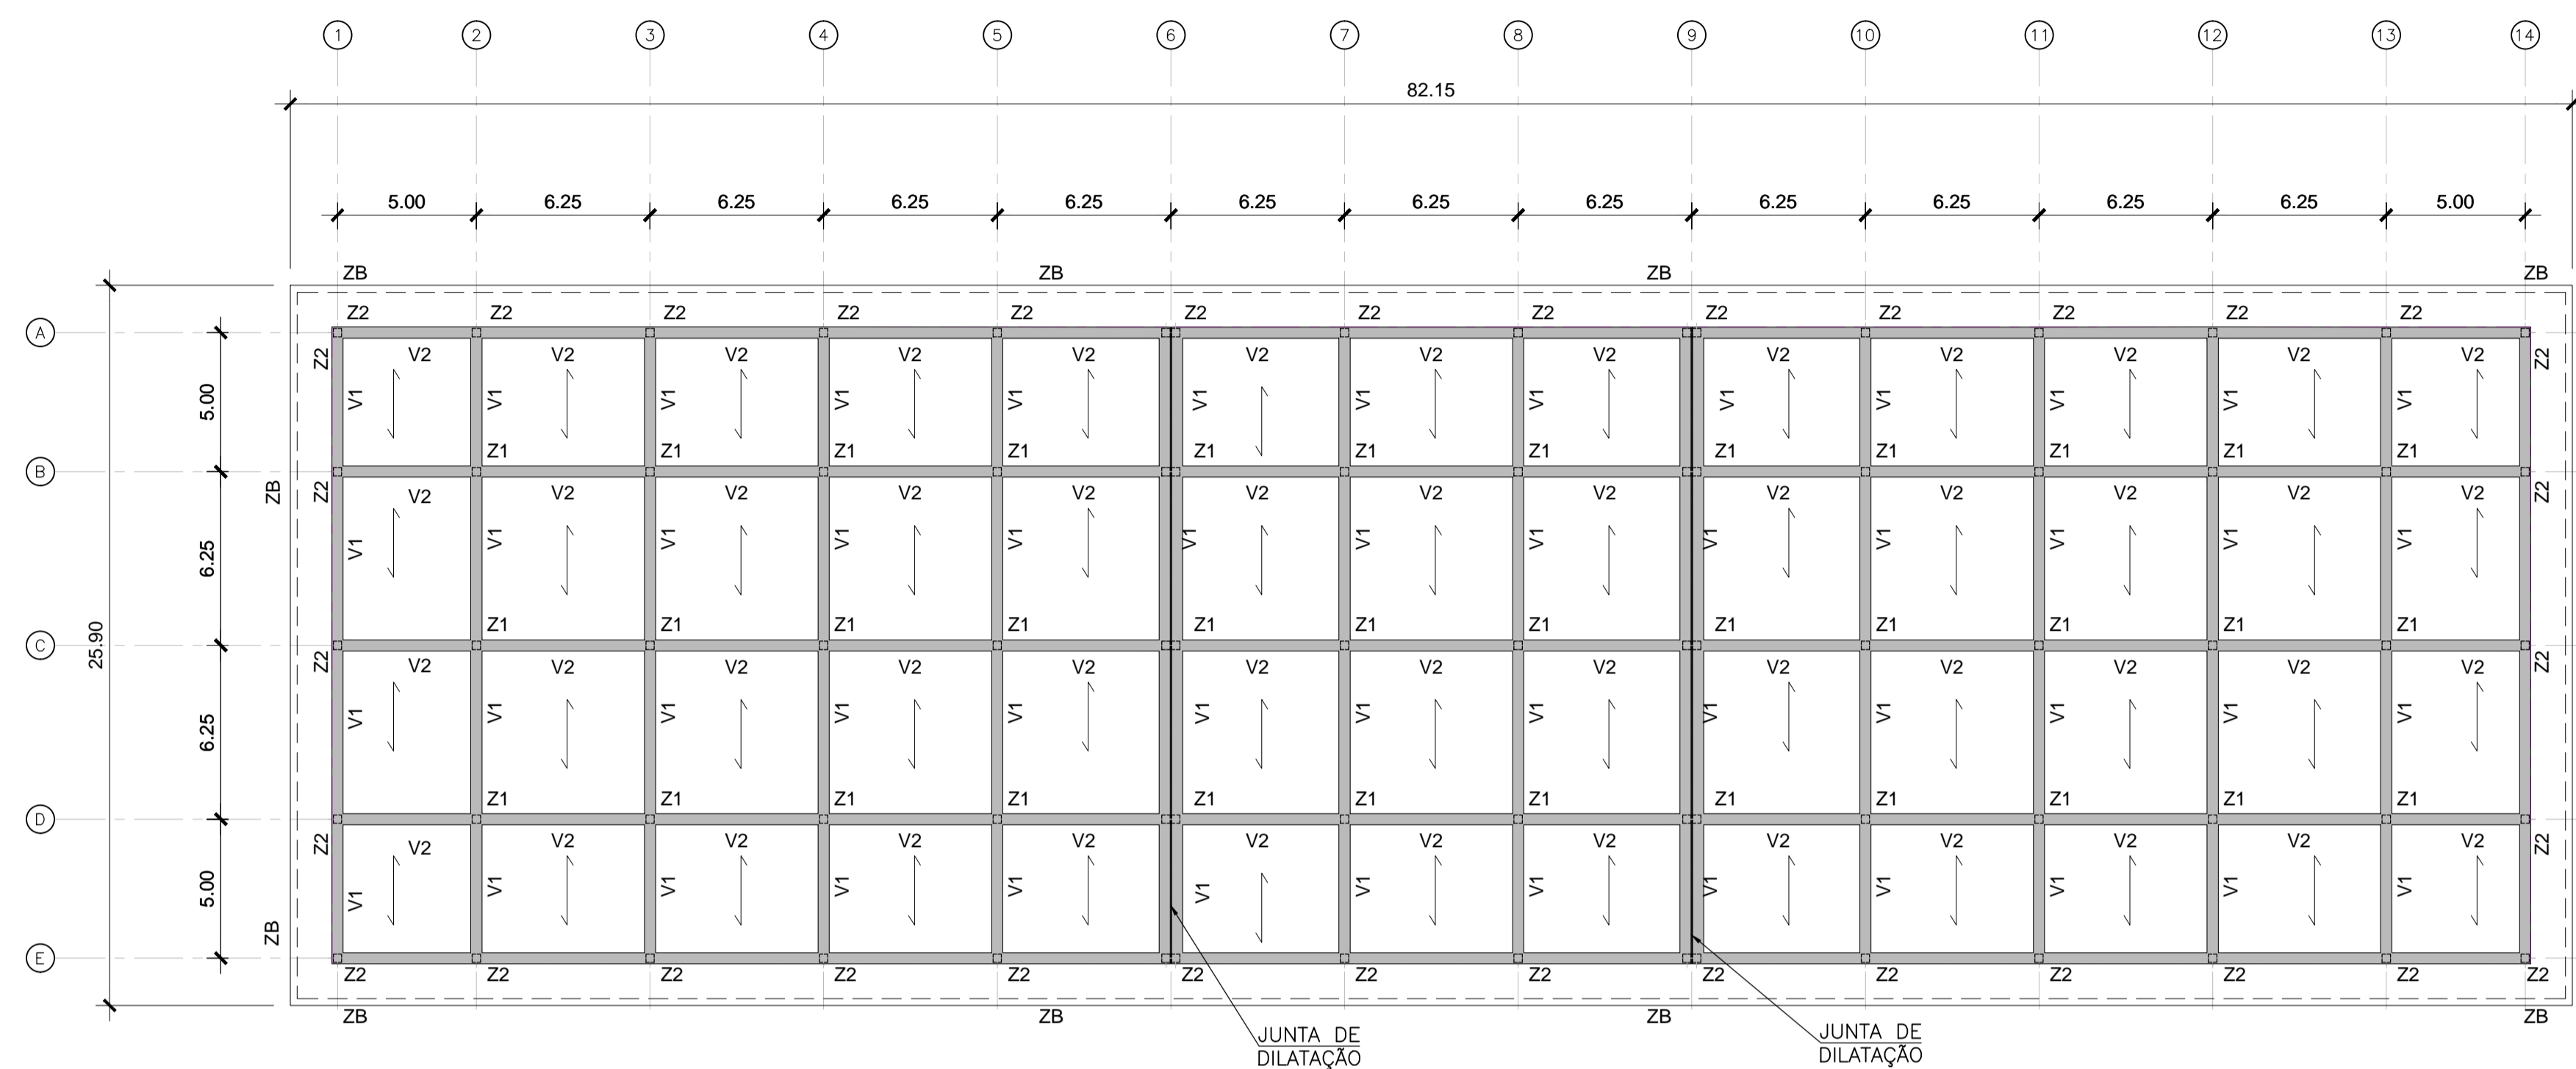 1 2 3 4 5 6 7 8 9 10 11 12 13 14
82.15
5.00 6.25 6.25 6.25 6.25 6.25 6.25 6.25 6.25 6.25 6.25 6.25 5.00
ZB ZB ZB ZB
Z2 Z2 Z2 Z2 Z2 Z2 Z2 Z2 Z2 Z2 Z2 Z2 Z2
A
Z2 V2 V2 V2 V2 V2 V2 V2 V2 V2 V2 V2 V2 V2 Z2
5.00 V1 V1 V1 V1 V1 V1 V1 V1 V1 V1 V1 V1 V1
Z1 Z1 Z1 Z1 Z1 Z1 Z1 Z1 Z1 Z1 Z1 Z1
B
ZB Z2 V2 V2 V2 V2 V2 V2 V2 V2 V2 V2 V2 V2 V2 Z2
6.25 V1 V1 V1 V1 V1 V1 V1 V1 V1 V1 V1 V1 V1
Z1 Z1 Z1 Z1 Z1 Z1 Z1 Z1 Z1 Z1 Z1 Z1
25.90
C
Z2 V2 V2 V2 V2 V2 V2 V2 V2 V2 V2 V2 V2 V2 Z2
6.25 V1 V1 V1 V1 V1 V1 V1 V1 V1 V1 V1 V1 V1
Z1 Z1 Z1 Z1 Z1 Z1 Z1 Z1 Z1 Z1 Z1 Z1
D
Z2 V2 V2 V2 V2 V2 V2 V2 V2 V2 V2 V2 V2 V2 Z2
5.00 V1 V1 V1 V1 V1 V1 V1 V1 V1 V1 V1 V1 V1
ZB
E
Z2 Z2 Z2 Z2 Z2 Z2 Z2 Z2 Z2 Z2 Z2 Z2 Z2 Z2
ZB ZB ZB ZB
JUNTA DE
DILATAÇÃO
JUNTA DE
DILATAÇÃO